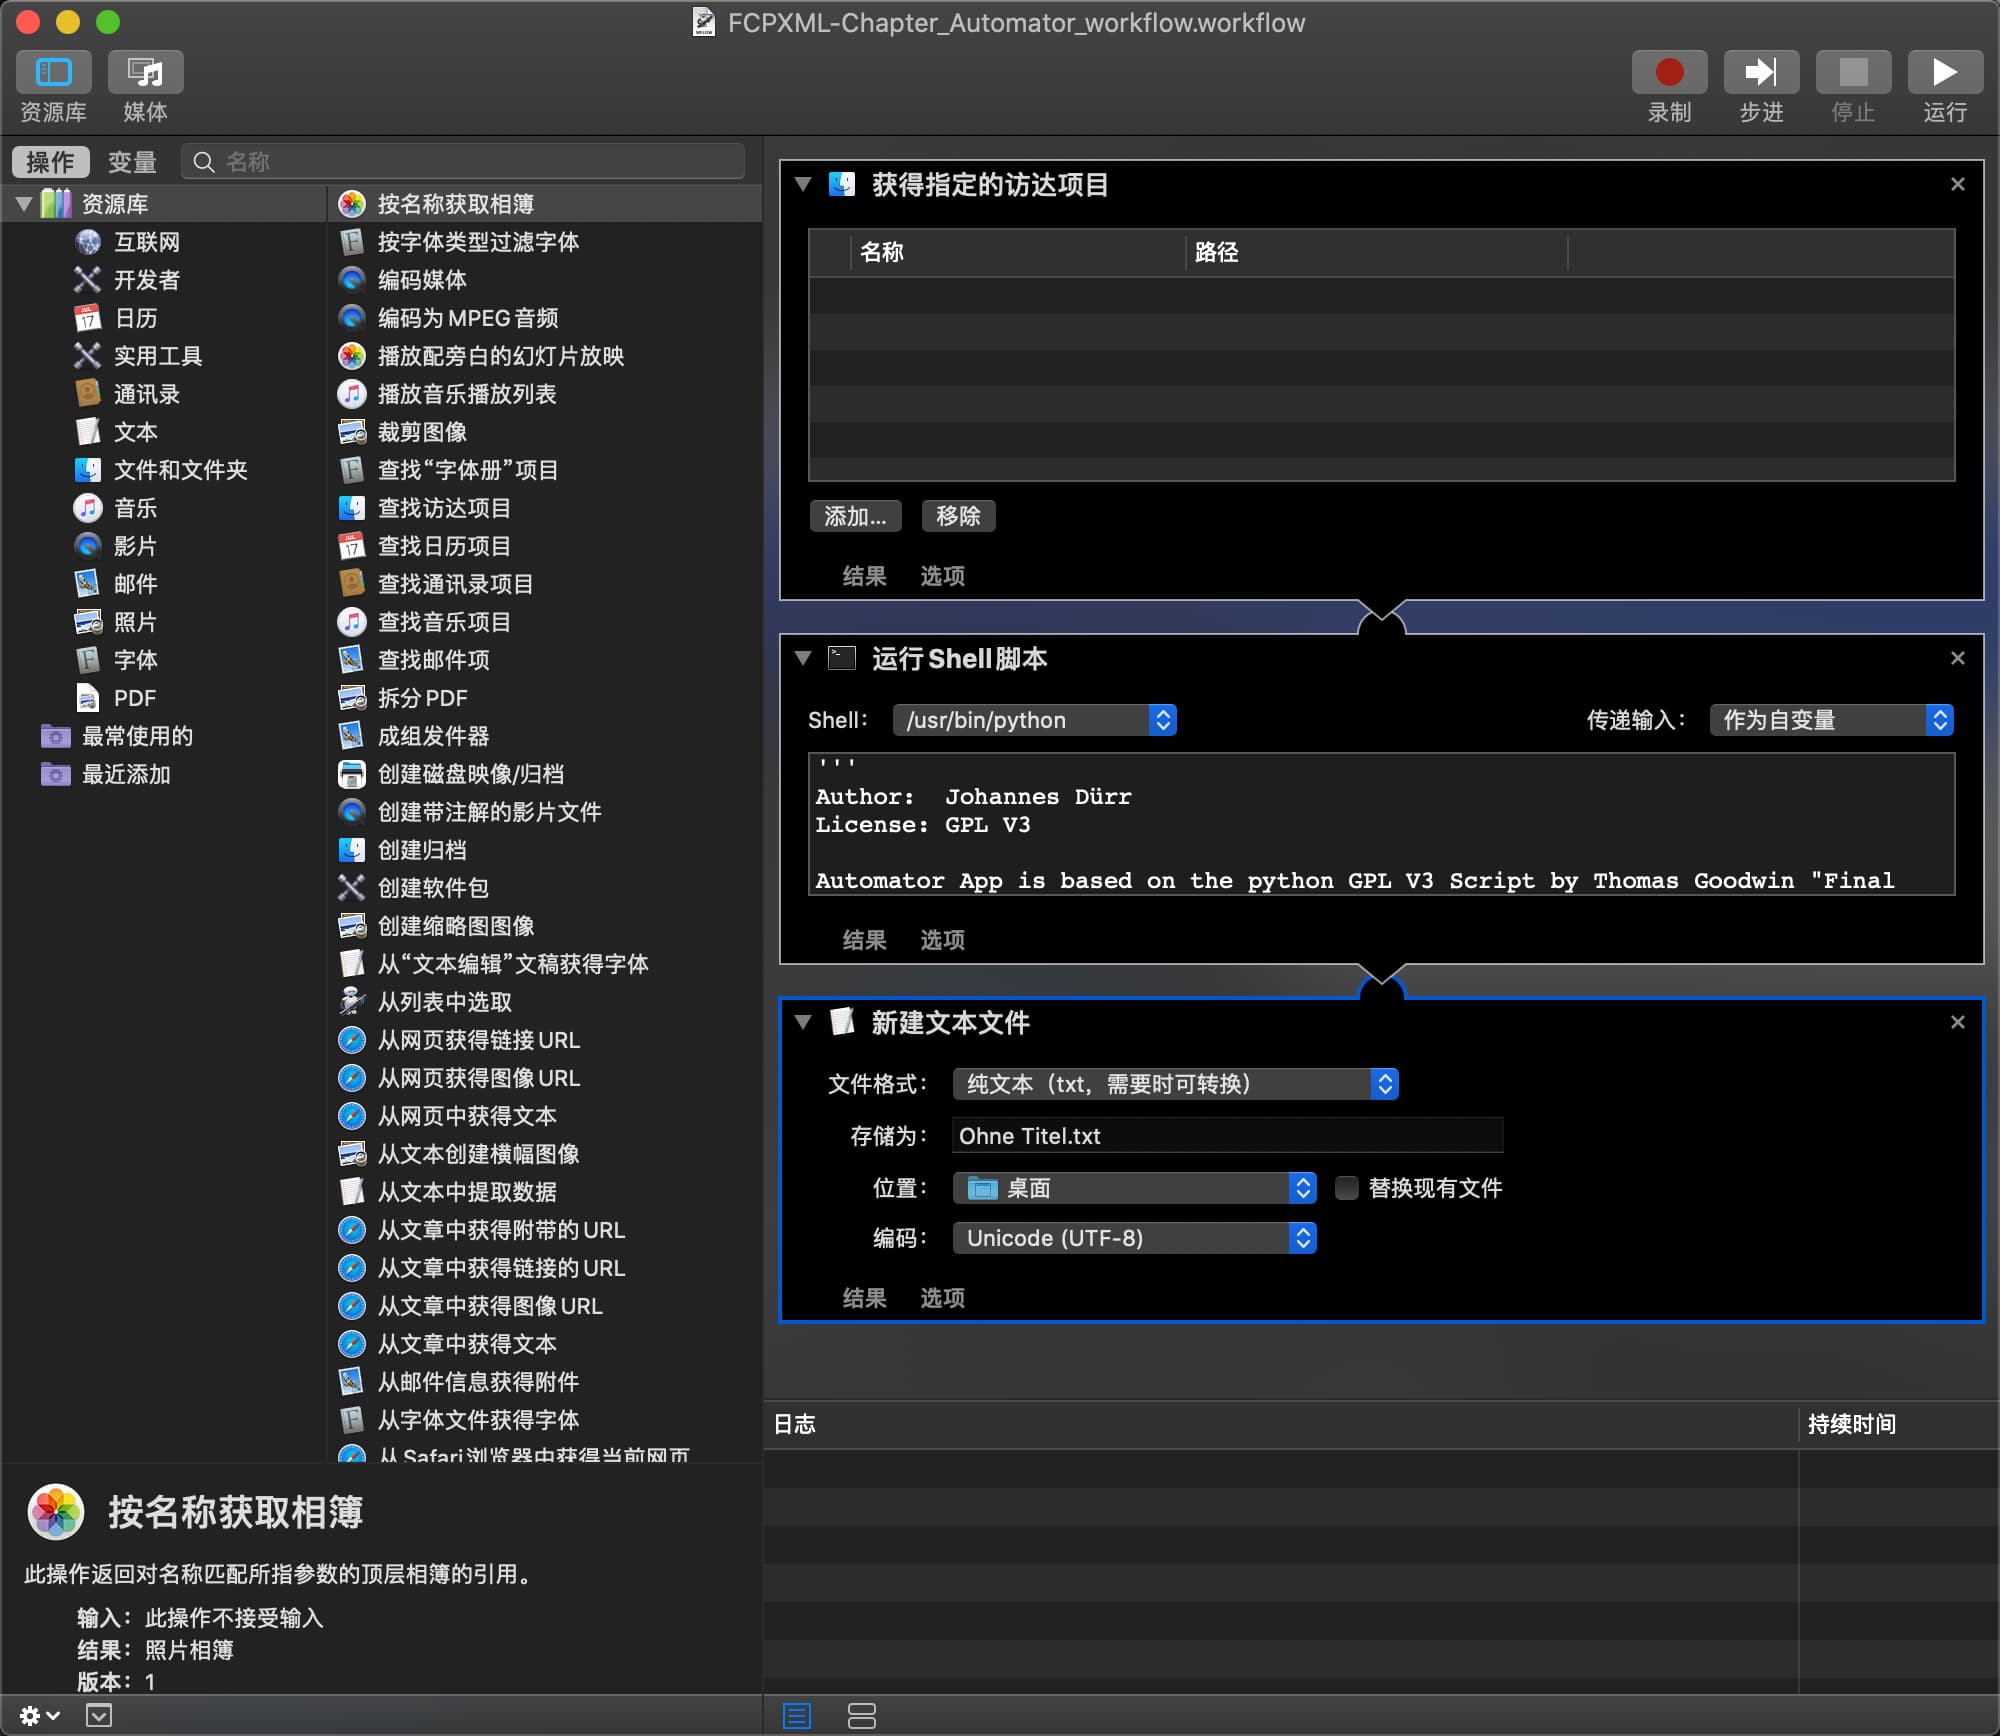 FCPXML-Chapter_Automator_workflow.workflow
资源库
媒体
录制
步进
停止
运行
操作
变量
名称
资源库
互联网
开发者
日历
实用工具
通讯录
文本
文件和文件夹
音乐
影片
邮件
照片
字体
PDF
最常使用的
最近添加
按名称获取相簿
按字体类型过滤字体
编码媒体
编码为 MPEG 音频
播放配旁白的幻灯片放映
播放音乐播放列表
裁剪图像
查找“字体册”项目
查找访达项目
查找日历项目
查找通讯录项目
查找音乐项目
查找邮件项
拆分 PDF
成组发件器
创建磁盘映像/归档
创建带注解的影片文件
创建归档
创建软件包
创建缩略图图像
从“文本编辑”文稿获得字体
从列表中选取
从网页获得链接 URL
从网页获得图像 URL
从网页中获得文本
从文本创建横幅图像
从文本中提取数据
从文章中获得附带的 URL
从文章中获得链接的 URL
从文章中获得图像 URL
从文章中获得文本
从邮件信息获得附件
从字体文件获得字体
从 Safari 浏览器中获得当前网页
按名称获取相簿
此操作返回对名称匹配所指参数的顶层相簿的引用。
输入： 此操作不接受输入
结果： 照片相簿
版本： 1
获得指定的访达项目
名称 路径
添加... 移除
结果 选项
运行 Shell 脚本
Shell： /usr/bin/python 传递输入： 作为自变量
'''
Author: Johannes Dürr
License: GPL V3
Automator App is based on the python GPL V3 Script by Thomas Goodwin "Final
结果 选项
新建文本文件
文件格式： 纯文本（txt，需要时可转换）
存储为： Ohne Titel.txt
位置： 桌面 替换现有文件
编码： Unicode (UTF-8)
结果 选项
日志 持续时间